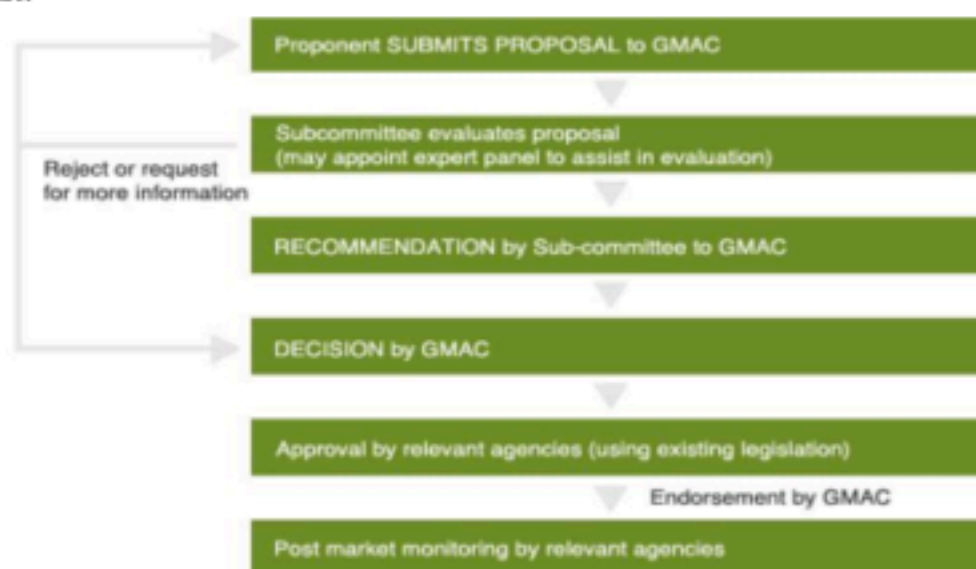 Proponent SUBMITS PROPOSAL to GMAC
Subcommittee evaluates proposal
(may appoint expert panel to assist in evaluation)
Reject or request
for more information
RECOMMENDATION by Sub-committee to GMAC
DECISION by GMAC
Approval by relevant agencies (using existing legislation)
Endorsement by GMAC
Post market monitoring by relevant agencies